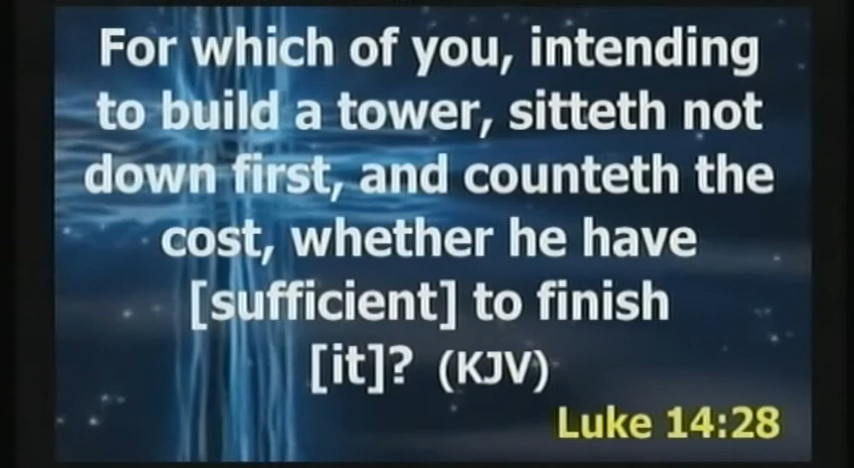 For which of you, intending
to build a tower, sitteth not
down first, and counteth the
cost, whether he have
[sufficient] to finish
[it]? (KJV)
Luke 14:28